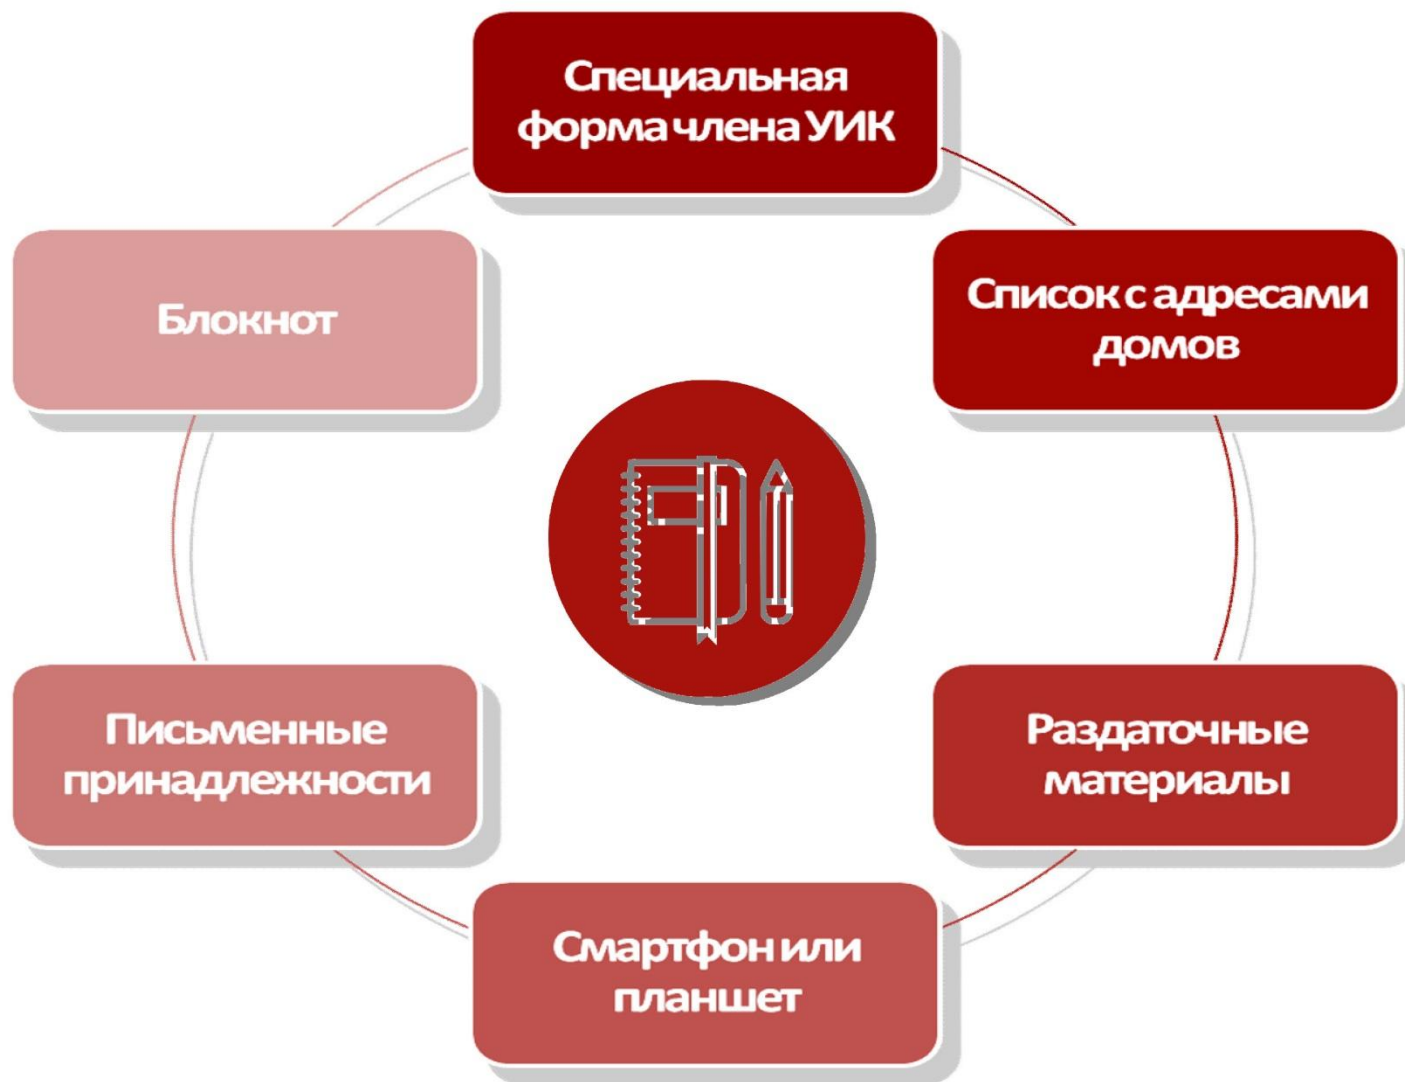 Специальная
форма члена УИК
Список с адресами
домов
Раздаточные
материалы
Смартфон или
планшет
Письменные
принадлежности
Блокнот